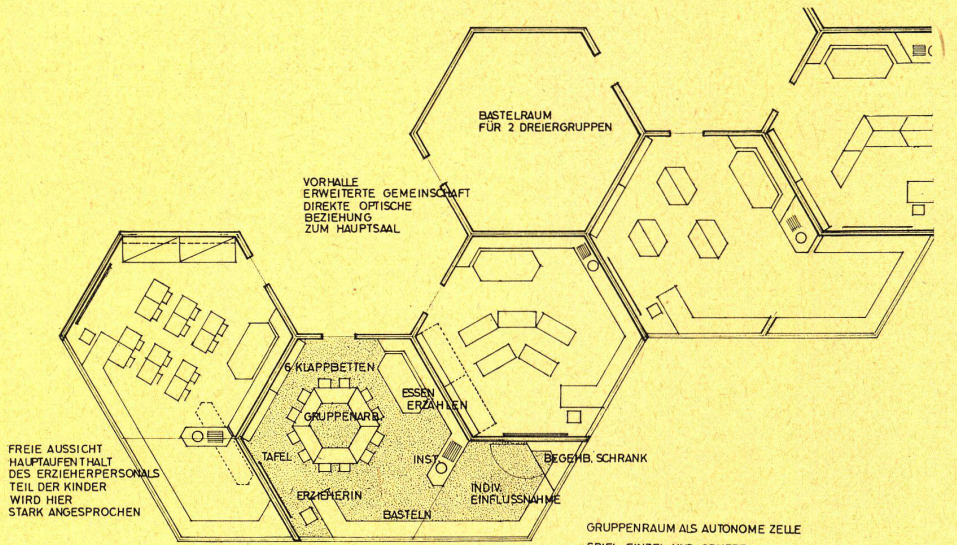 BASTELRAUM
FÜR 2 DREIERGRUPPEN
VORHALLE
ERWEITERTE GEMEINSCHAFT
DIREKTE OPTISCHE
BEZIEHUNG
ZUM HAUPTSAAL
6 KLAPPBETTEN
ESSEN
ERZÄHLEN
GRUPPENARB.
TAFEL
INST.
BEGEHB. SCHRANK
ERZIEHERIN
INDIV.
EINFLUSSNAHME
BASTELN
FREIE AUSSICHT
HAUPTAUFENTHALT
DES ERZIEHERPERSONALS
TEIL DER KINDER
WIRD HIER
STARK ANGESPROCHEN
GRUPPENRAUM ALS AUTONOME ZELLE